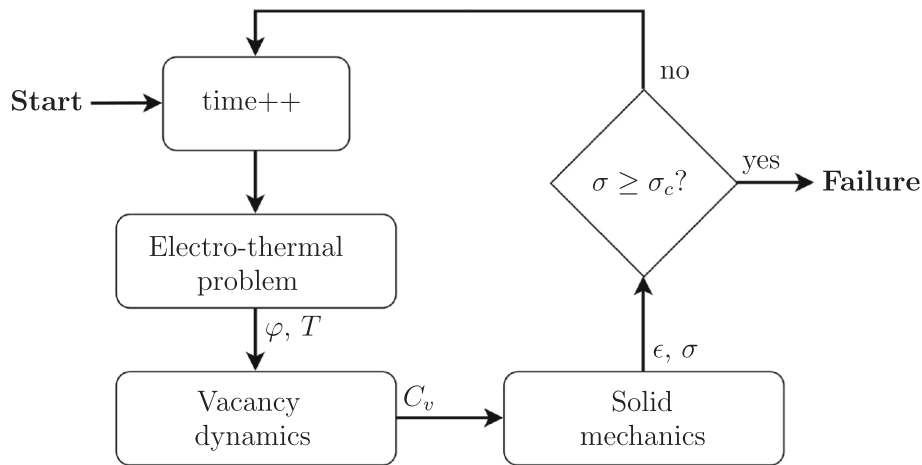 no
Start
time++
yes
σ ≥ σ_c?
Failure
Electro-thermal
problem
φ, T
ϵ, σ
C_v
Vacancy
dynamics
Solid
mechanics